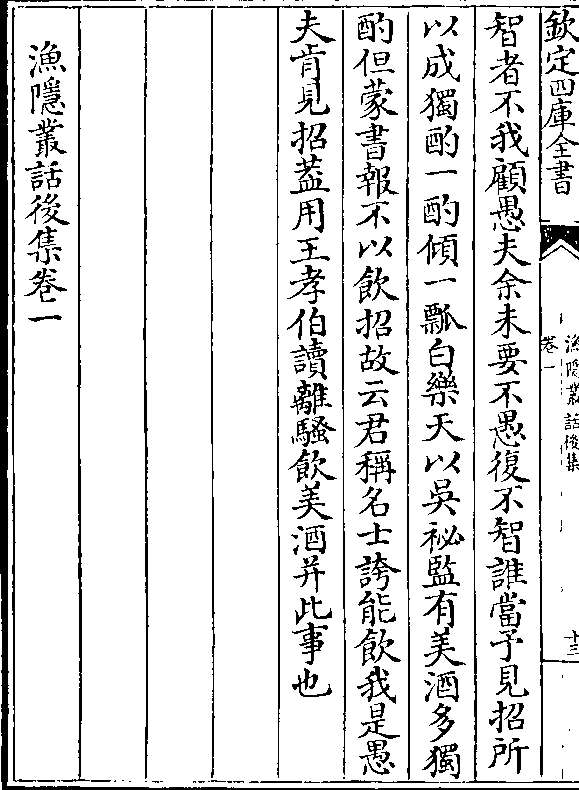 欽定四庫全書
漁隱叢話後集
卷一
十三
智者不我顧愚夫余未要不愚復不智誰當予見招所
以成獨酌一酌傾一瓢白樂天以吳祕監有美酒多獨
酌但蒙書報不以飲招故云君稱名士誇能飲我是愚
夫肯見招葢用王孝伯讀離騷飲美酒并此事也
漁隱叢話後集卷一